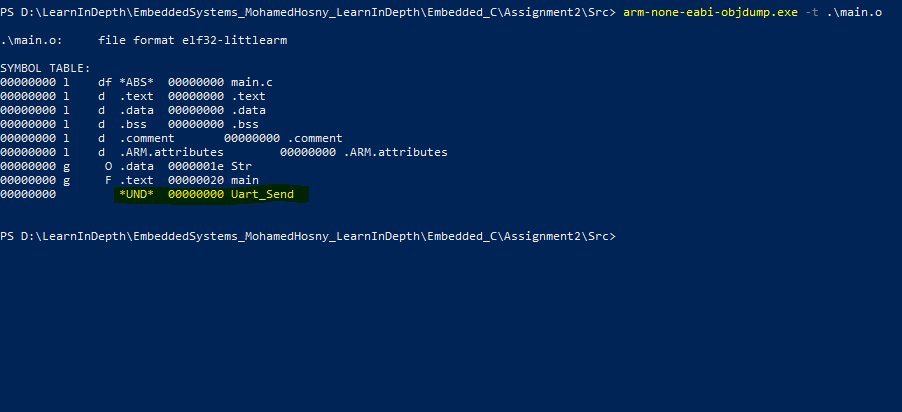 PS D:\LearnInDepth\EmbeddedSystems_MohamedHosny_LearnInDepth\Embedded_C\Assignment2\Src> arm-none-eabi-objdump.exe -t .\main.o
.\main.o:     file format elf32-littlearm
SYMBOL TABLE:
00000000 l    df *ABS*  00000000 main.c
00000000 l    d  .text  00000000 .text
00000000 l    d  .data  00000000 .data
00000000 l    d  .bss   00000000 .bss
00000000 l    d  .comment       00000000 .comment
00000000 l    d  .ARM.attributes        00000000 .ARM.attributes
00000000 g     O .data  0000001e Str
00000000 g     F .text  00000020 main
00000000         *UND*  00000000 Uart_Send
PS D:\LearnInDepth\EmbeddedSystems_MohamedHosny_LearnInDepth\Embedded_C\Assignment2\Src>